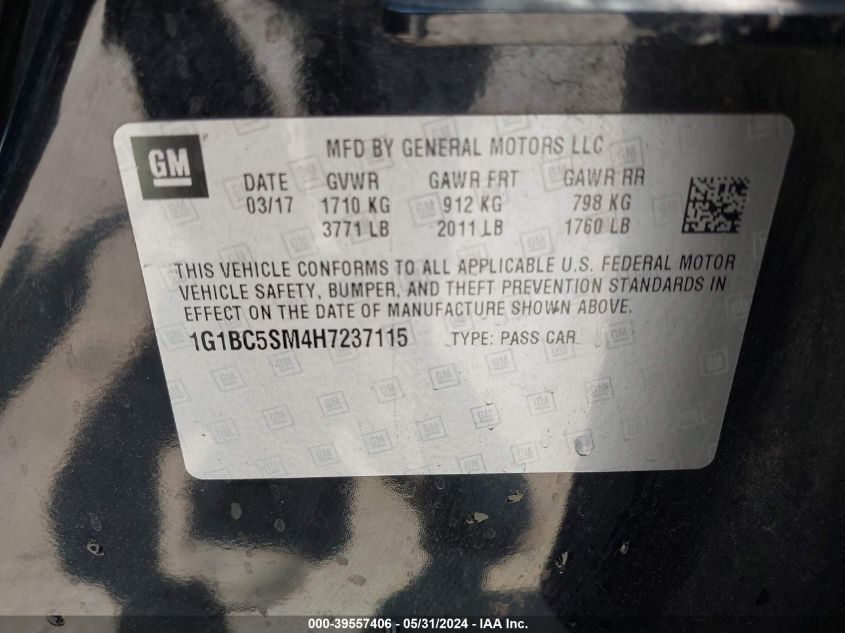 GM
MFD BY GENERAL MOTORS LLC
DATE GVWR GAWR FRT GAWR RR
03/17 1710 KG 912 KG 798 KG
3771 LB 2011 LB 1760 LB
THIS VEHICLE CONFORMS TO ALL APPLICABLE U.S. FEDERAL MOTOR
VEHICLE SAFETY, BUMPER, AND THEFT PREVENTION STANDARDS IN
EFFECT ON THE DATE OF MANUFACTURE SHOWN ABOVE.
1G1BC5SM4H7237115 TYPE: PASS CAR
000-39557406 - 05/31/2024 - IAA Inc.